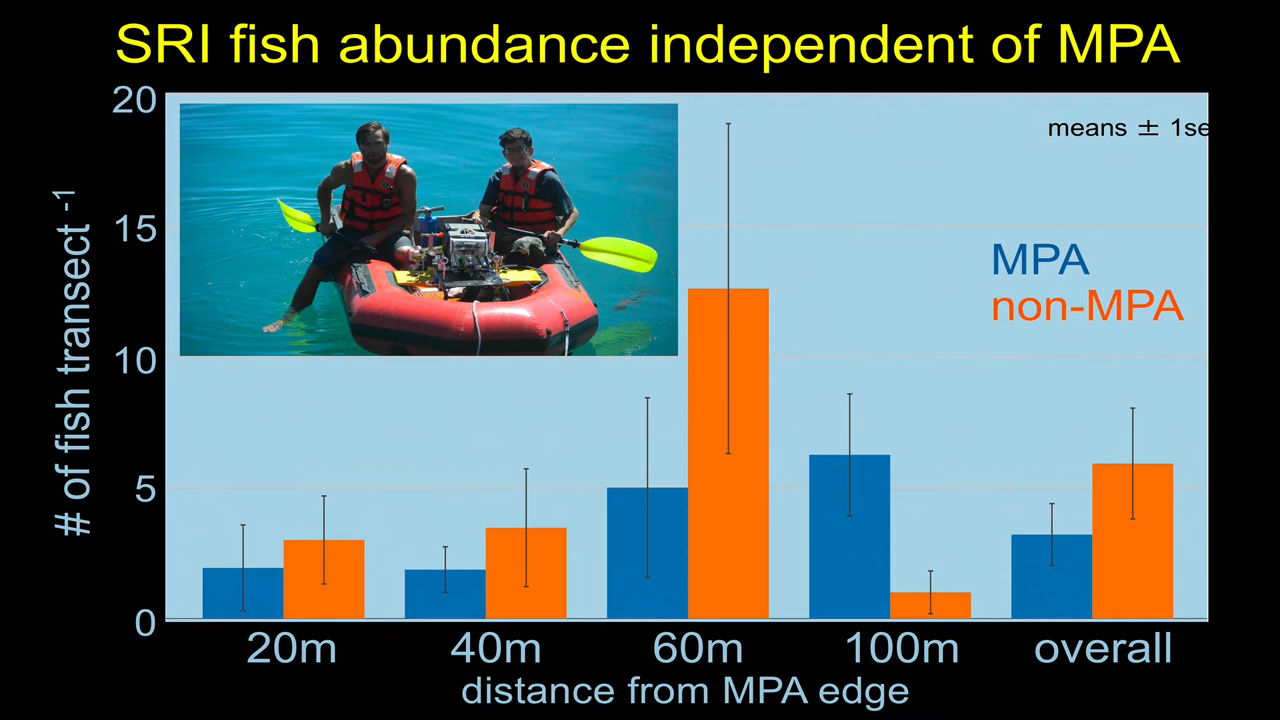 SRI fish abundance independent of MPA
means ± 1se
MPA
non-MPA
# of fish transect -1
20
15
10
5
0
20m 40m 60m 100m overall
distance from MPA edge